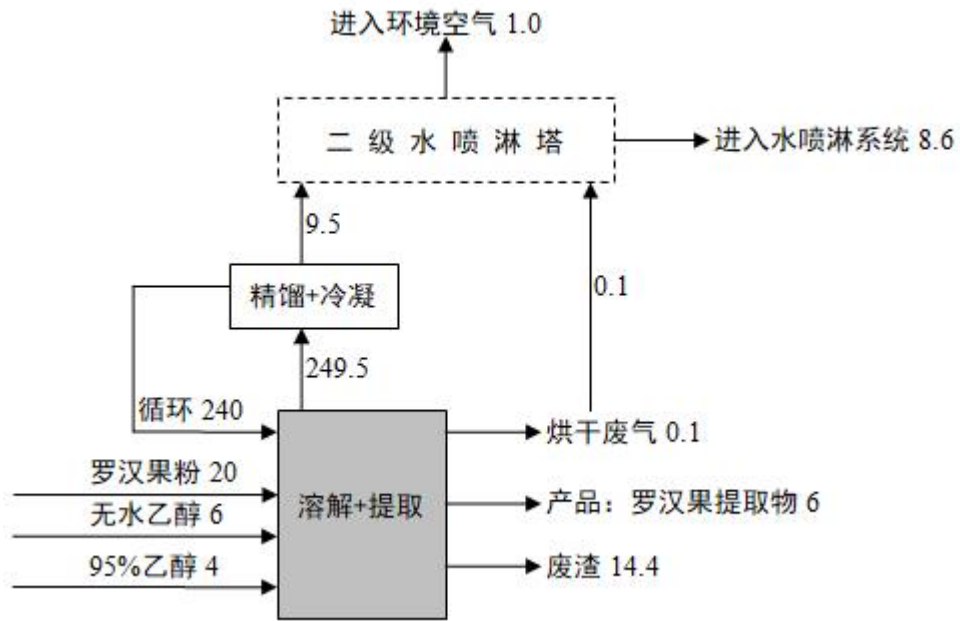 进入环境空气 1.0
二 级 水 喷 淋 塔
进入水喷淋系统 8.6
9.5
0.1
精馏+冷凝
249.5
循环 240
烘干废气 0.1
罗汉果粉 20
溶解+提取
产品：罗汉果提取物 6
无水乙醇 6
95%乙醇 4
废渣 14.4